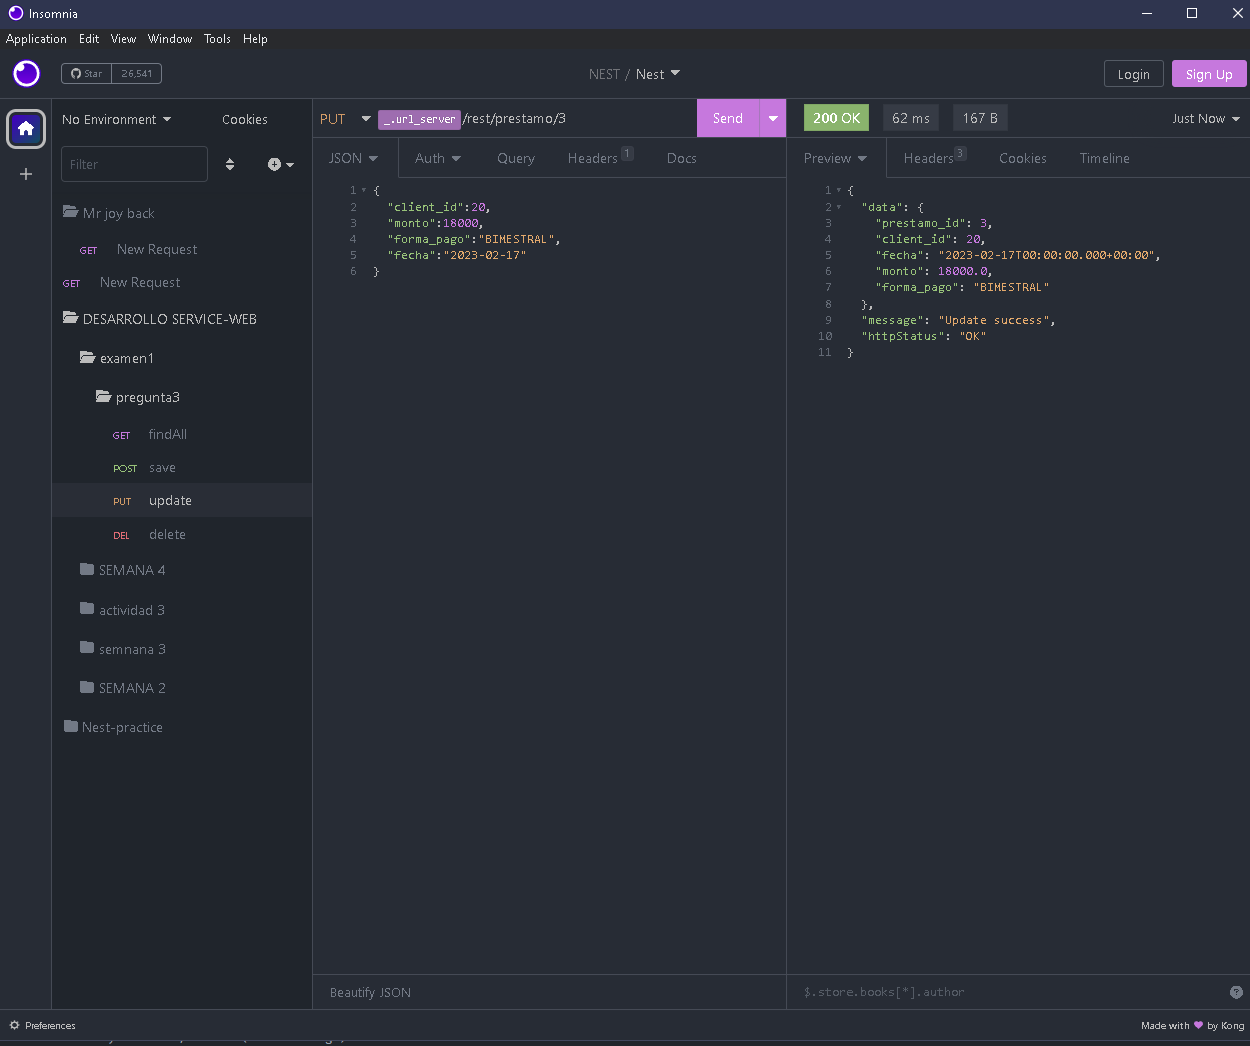 Insomnia
Application Edit View Window Tools Help
Star 26,541
NEST / Nest
Login Sign Up
No Environment Cookies
Filter
Mr joy back
GET New Request
GET New Request
DESARROLLO SERVICE-WEB
examen1
pregunta3
GET findAll
POST save
PUT update
DEL delete
SEMANA 4
actividad 3
semnana 3
SEMANA 2
Nest-practice
PUT _.url_server /rest/prestamo/3 Send
JSON Auth Query Headers 1 Docs
1 {
2 "client_id":20,
3 "monto":18000,
4 "forma_pago":"BIMESTRAL",
5 "fecha":"2023-02-17"
6 }
Beautify JSON
200 OK 62 ms 167 B Just Now
Preview Headers 3 Cookies Timeline
1 {
2 "data": {
3 "prestamo_id": 3,
4 "client_id": 20,
5 "fecha": "2023-02-17T00:00:00.000+00:00",
6 "monto": 18000.0,
7 "forma_pago": "BIMESTRAL"
8 },
9 "message": "Update success",
10 "httpStatus": "OK"
11 }
$.store.books[*].author
Preferences
Made with ♥ by Kong